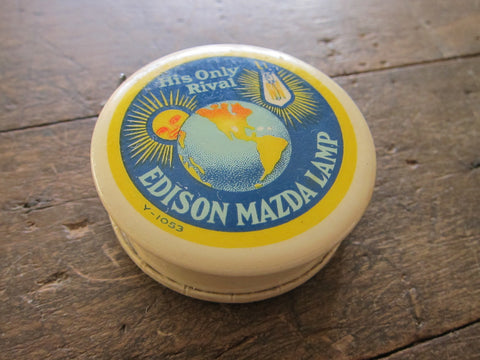 His Only
Rival
EDISON MAZDA LAMP
Y-1053